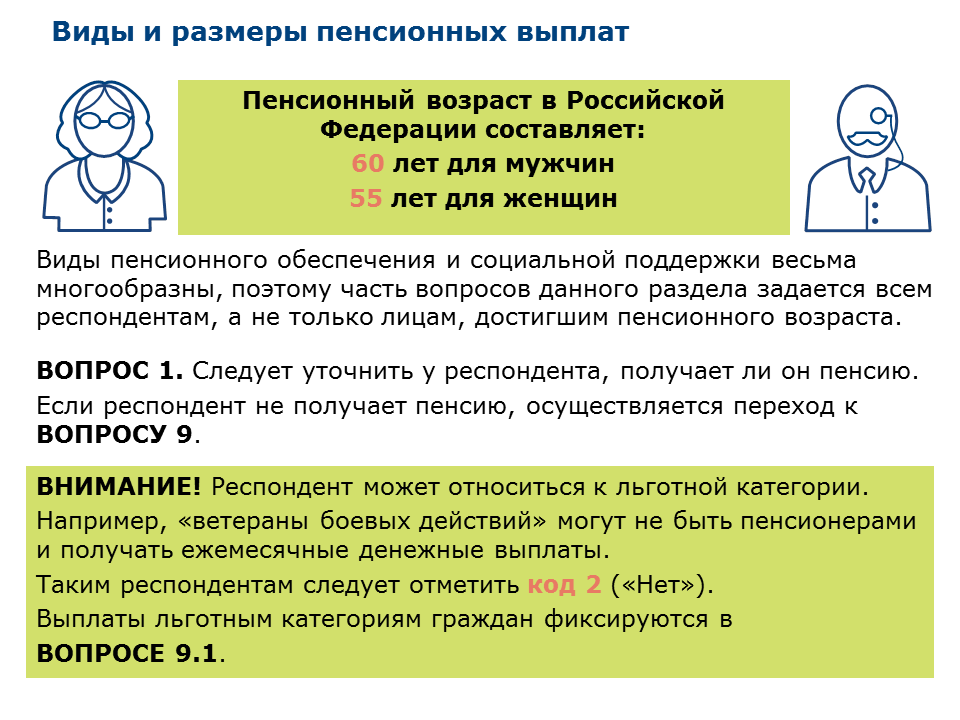 Виды и размеры пенсионных выплат
Пенсионный возраст в Российской
Федерации составляет:
60 лет для мужчин
55 лет для женщин
Виды пенсионного обеспечения и социальной поддержки весьма
многообразны, поэтому часть вопросов данного раздела задается всем
респондентам, а не только лицам, достигшим пенсионного возраста.
ВОПРОС 1. Следует уточнить у респондента, получает ли он пенсию.
Если респондент не получает пенсию, осуществляется переход к
ВОПРОСУ 9.
ВНИМАНИЕ! Респондент может относиться к льготной категории.
Например, «ветераны боевых действий» могут не быть пенсионерами
и получать ежемесячные денежные выплаты.
Таким респондентам следует отметить код 2 («Нет»).
Выплаты льготным категориям граждан фиксируются в
ВОПРОСЕ 9.1.